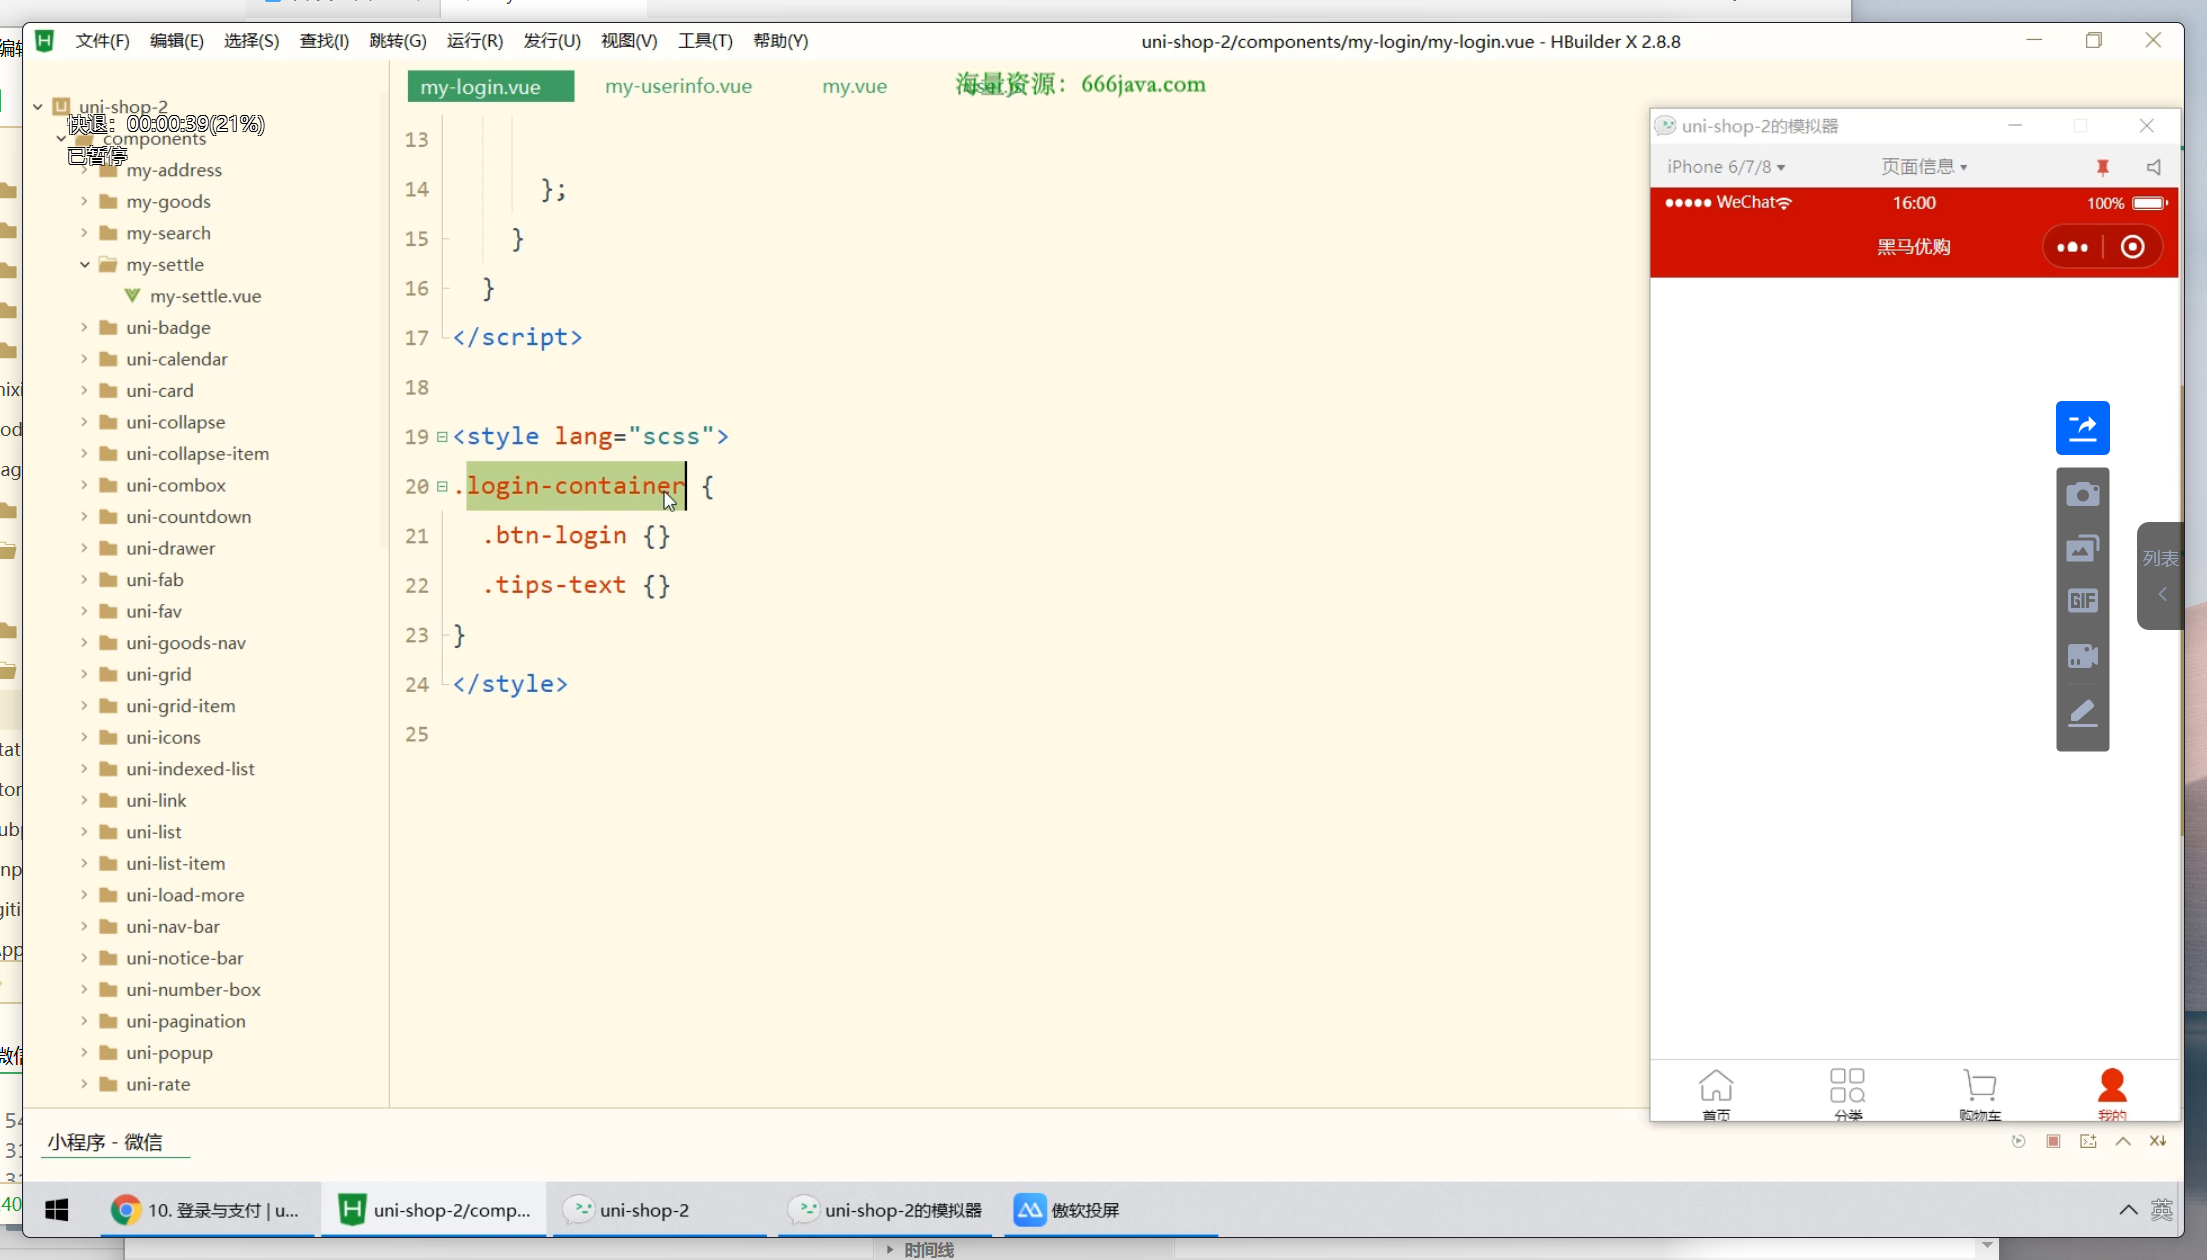 文件(F) 编辑(E) 选择(S) 查找(I) 跳转(G) 运行(R) 发行(U) 视图(V) 工具(T) 帮助(Y)
uni-shop-2/components/my-login/my-login.vue - HBuilder X 2.8.8
my-login.vue
my-userinfo.vue
my.vue
海量资源：666java.com
uni-shop-2
快退：00:00:39(21%)
components
已暂停
my-address
my-goods
my-search
my-settle
my-settle.vue
uni-badge
uni-calendar
uni-card
uni-collapse
uni-collapse-item
uni-combox
uni-countdown
uni-drawer
uni-fab
uni-fav
uni-goods-nav
uni-grid
uni-grid-item
uni-icons
uni-indexed-list
uni-link
uni-list
uni-list-item
uni-load-more
uni-nav-bar
uni-notice-bar
uni-number-box
uni-pagination
uni-popup
uni-rate
13
14 };
15 }
16 }
17 </script>
18
19 <style lang="scss">
20 .login-container {
21 .btn-login {}
22 .tips-text {}
23 }
24 </style>
25
uni-shop-2的模拟器
iPhone 6/7/8 页面信息
WeChat 16:00 100%
黑马优购
GIF
列表
首页 分类 购物车 我的
小程序 - 微信
10. 登录与支付 | u...
uni-shop-2/comp...
uni-shop-2
uni-shop-2的模拟器
傲软投屏
英
时间线